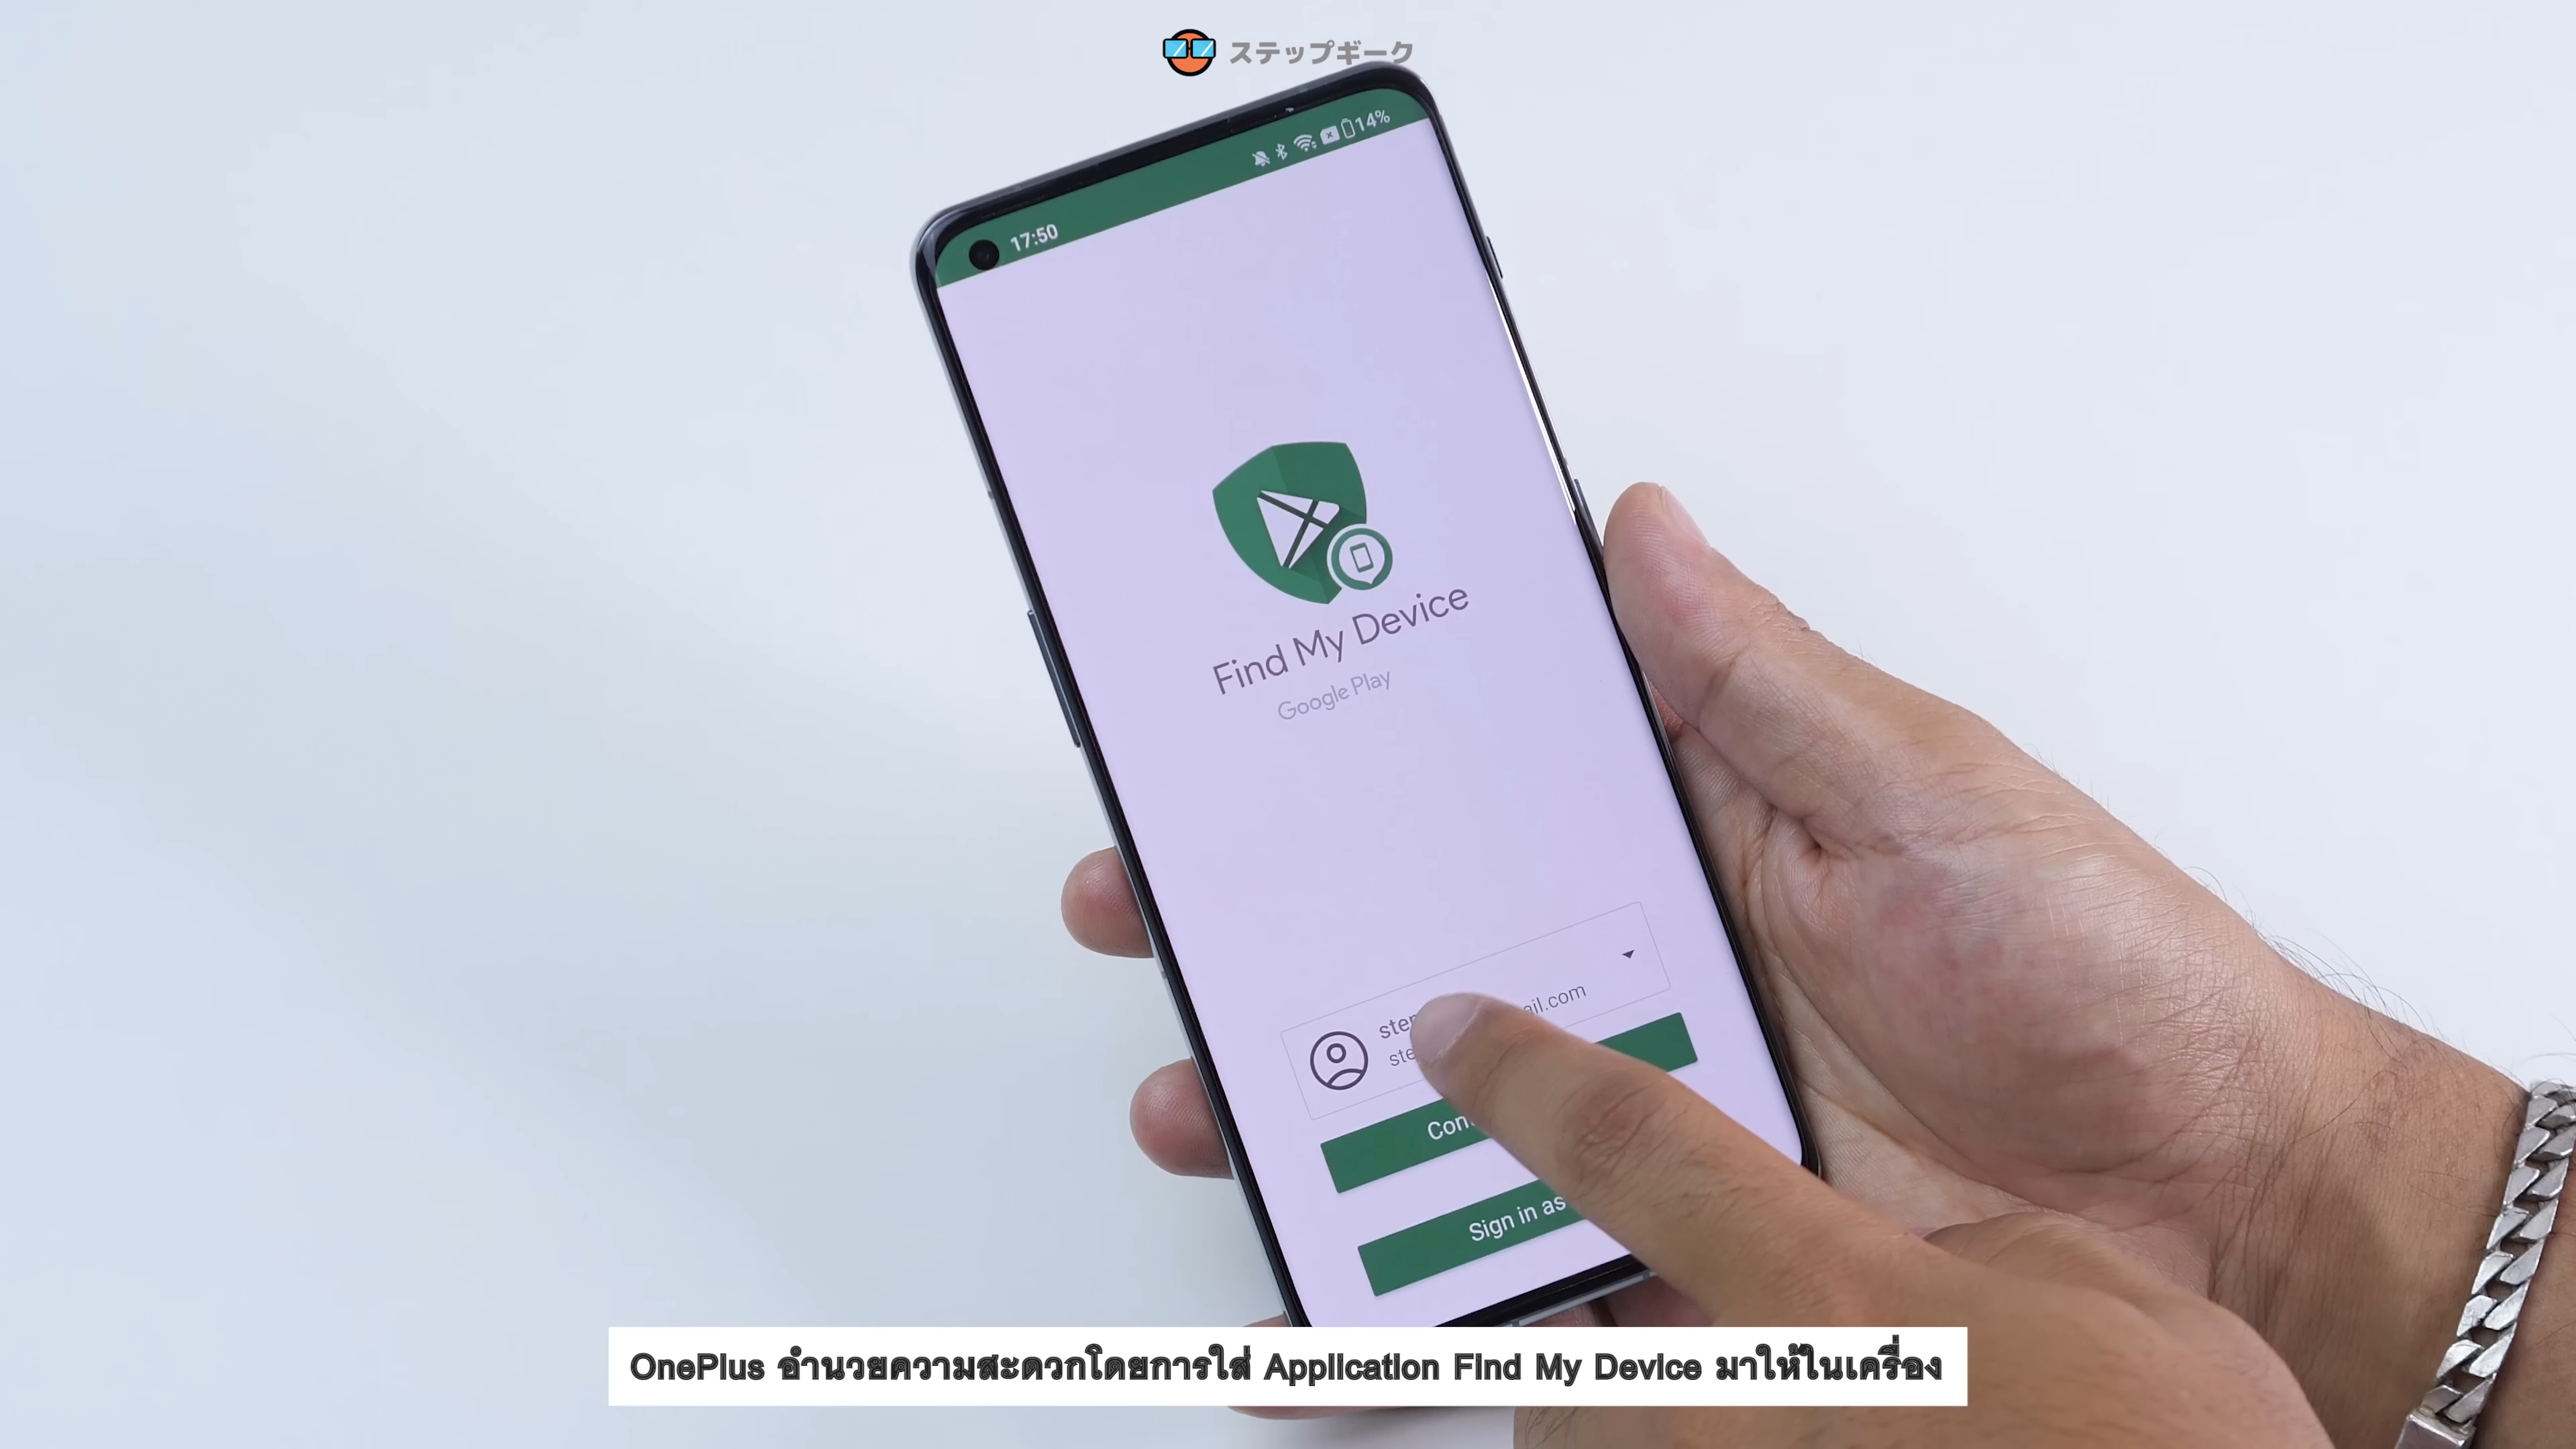 ステップギーク
17:50
14%
Find My Device
Google Play
ail.com
Sign in as
OnePlus อำนวยความสะดวกโดยการใส่ Application Find My Device มาให้ในเครื่อง